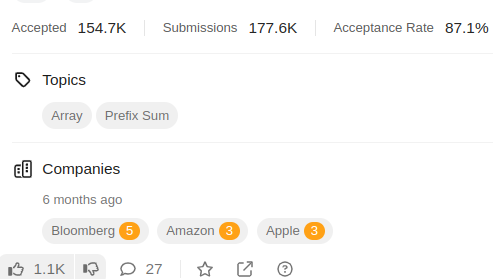 Accepted 154.7K Submissions 177.6K Acceptance Rate 87.1%
Topics
Array Prefix Sum
Companies
6 months ago
Bloomberg 5 Amazon 3 Apple 3
1.1K 27